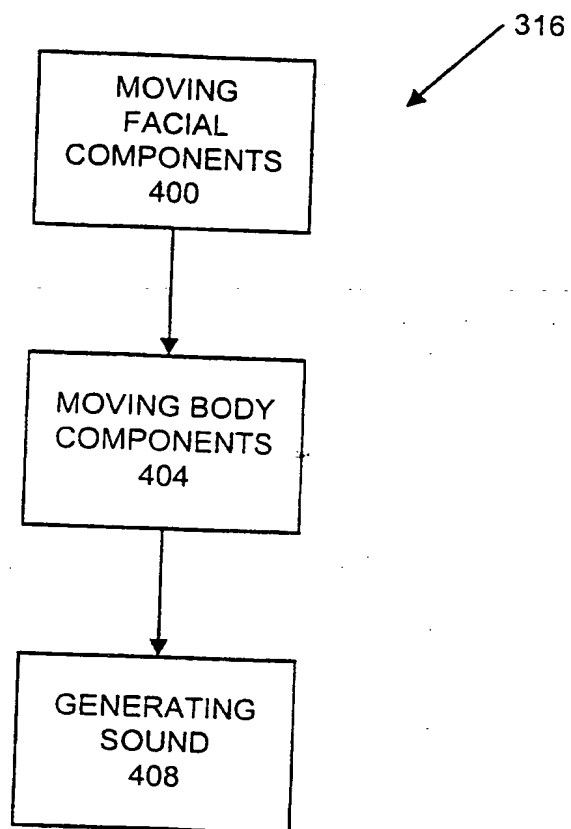 316
MOVING
FACIAL
COMPONENTS
400
MOVING BODY
COMPONENTS
404
GENERATING
SOUND
408